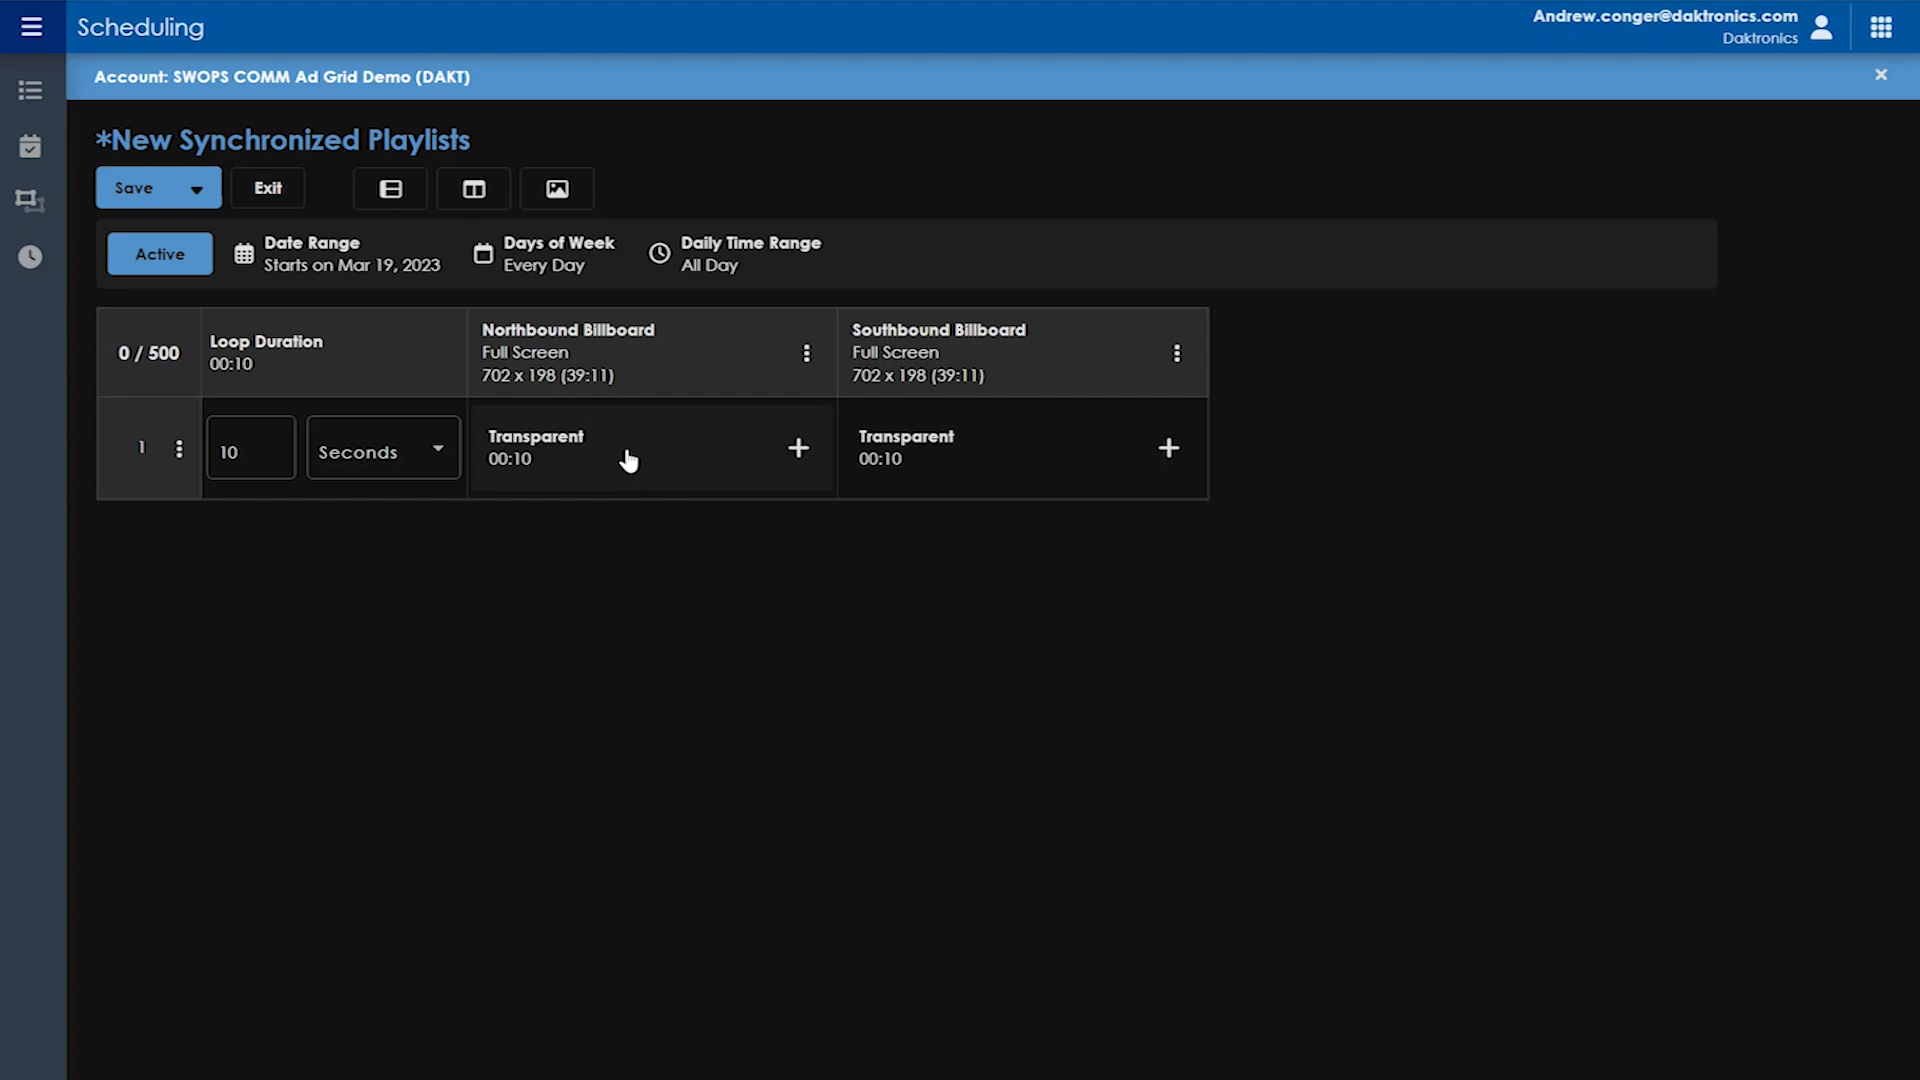 Scheduling
Andrew.conger@daktronics.com
Daktronics
Account: SWOPS COMM Ad Grid Demo (DAKT)
*New Synchronized Playlists
Save
Exit
Active
Date Range
Starts on Mar 19, 2023
Days of Week
Every Day
Daily Time Range
All Day
0 / 500
Loop Duration
00:10
Northbound Billboard
Full Screen
702 x 198 (39:11)
Southbound Billboard
Full Screen
702 x 198 (39:11)
1
10
Seconds
Transparent
00:10
Transparent
00:10